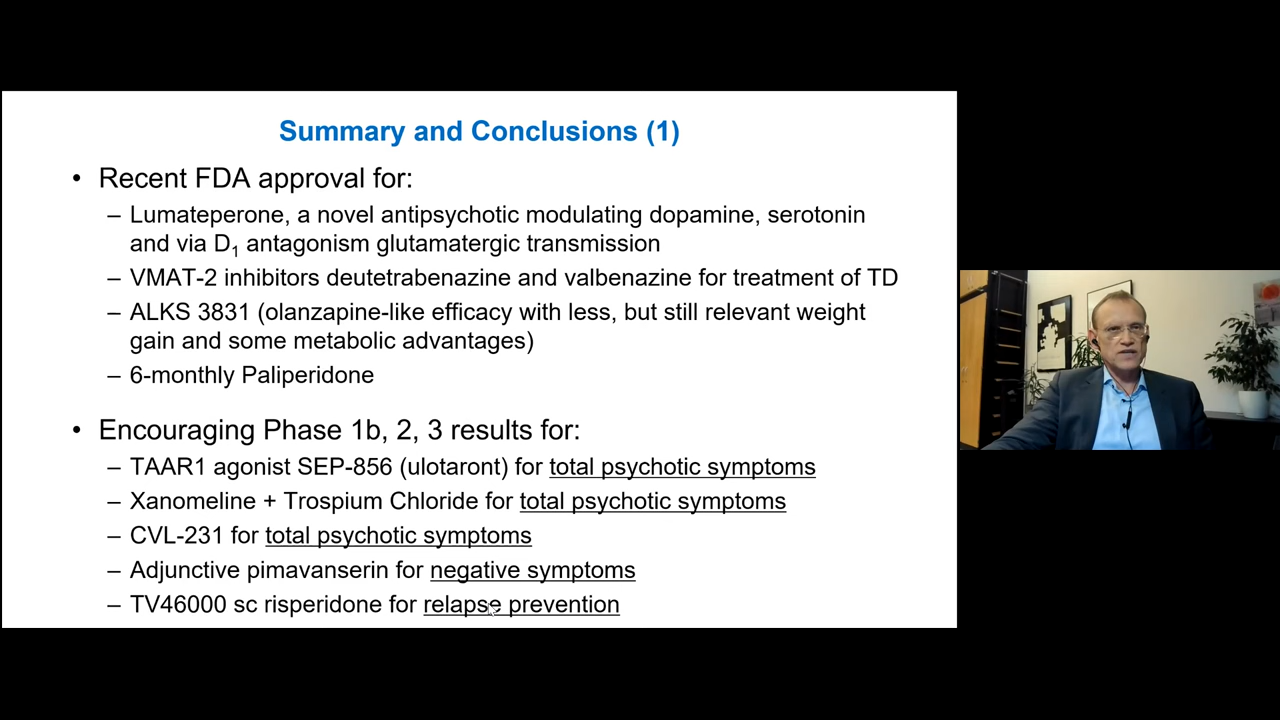 Summary and Conclusions (1)
• Recent FDA approval for:
– Lumateperone, a novel antipsychotic modulating dopamine, serotonin
and via D₁ antagonism glutamatergic transmission
– VMAT-2 inhibitors deutetrabenazine and valbenazine for treatment of TD
– ALKS 3831 (olanzapine-like efficacy with less, but still relevant weight
gain and some metabolic advantages)
– 6-monthly Paliperidone
• Encouraging Phase 1b, 2, 3 results for:
– TAAR1 agonist SEP-856 (ulotaront) for total psychotic symptoms
– Xanomeline + Trospium Chloride for total psychotic symptoms
– CVL-231 for total psychotic symptoms
– Adjunctive pimavanserin for negative symptoms
– TV46000 sc risperidone for relapse prevention